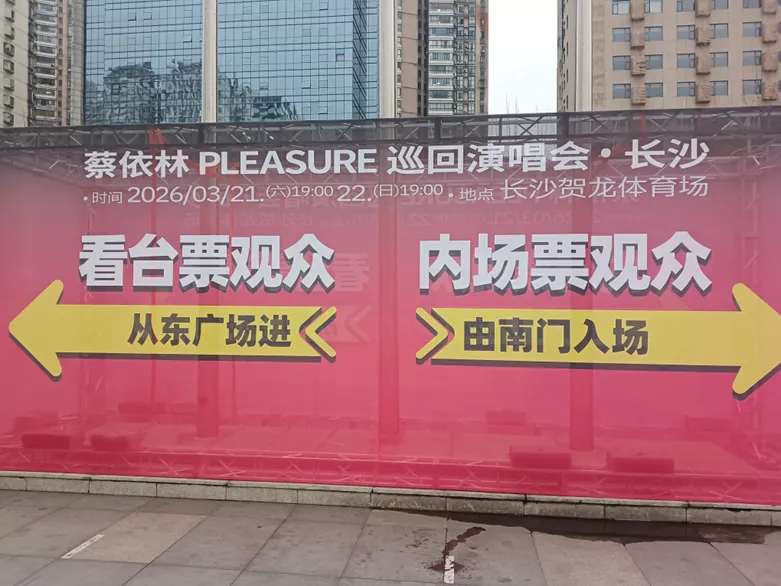 蔡依林 PLEASURE 巡回演唱会·长沙
·时间 2026/03/21.(六)19:00 22.(日)19:00 ·地点 长沙贺龙体育场
看台票观众
从东广场进
内场票观众
由南门入场